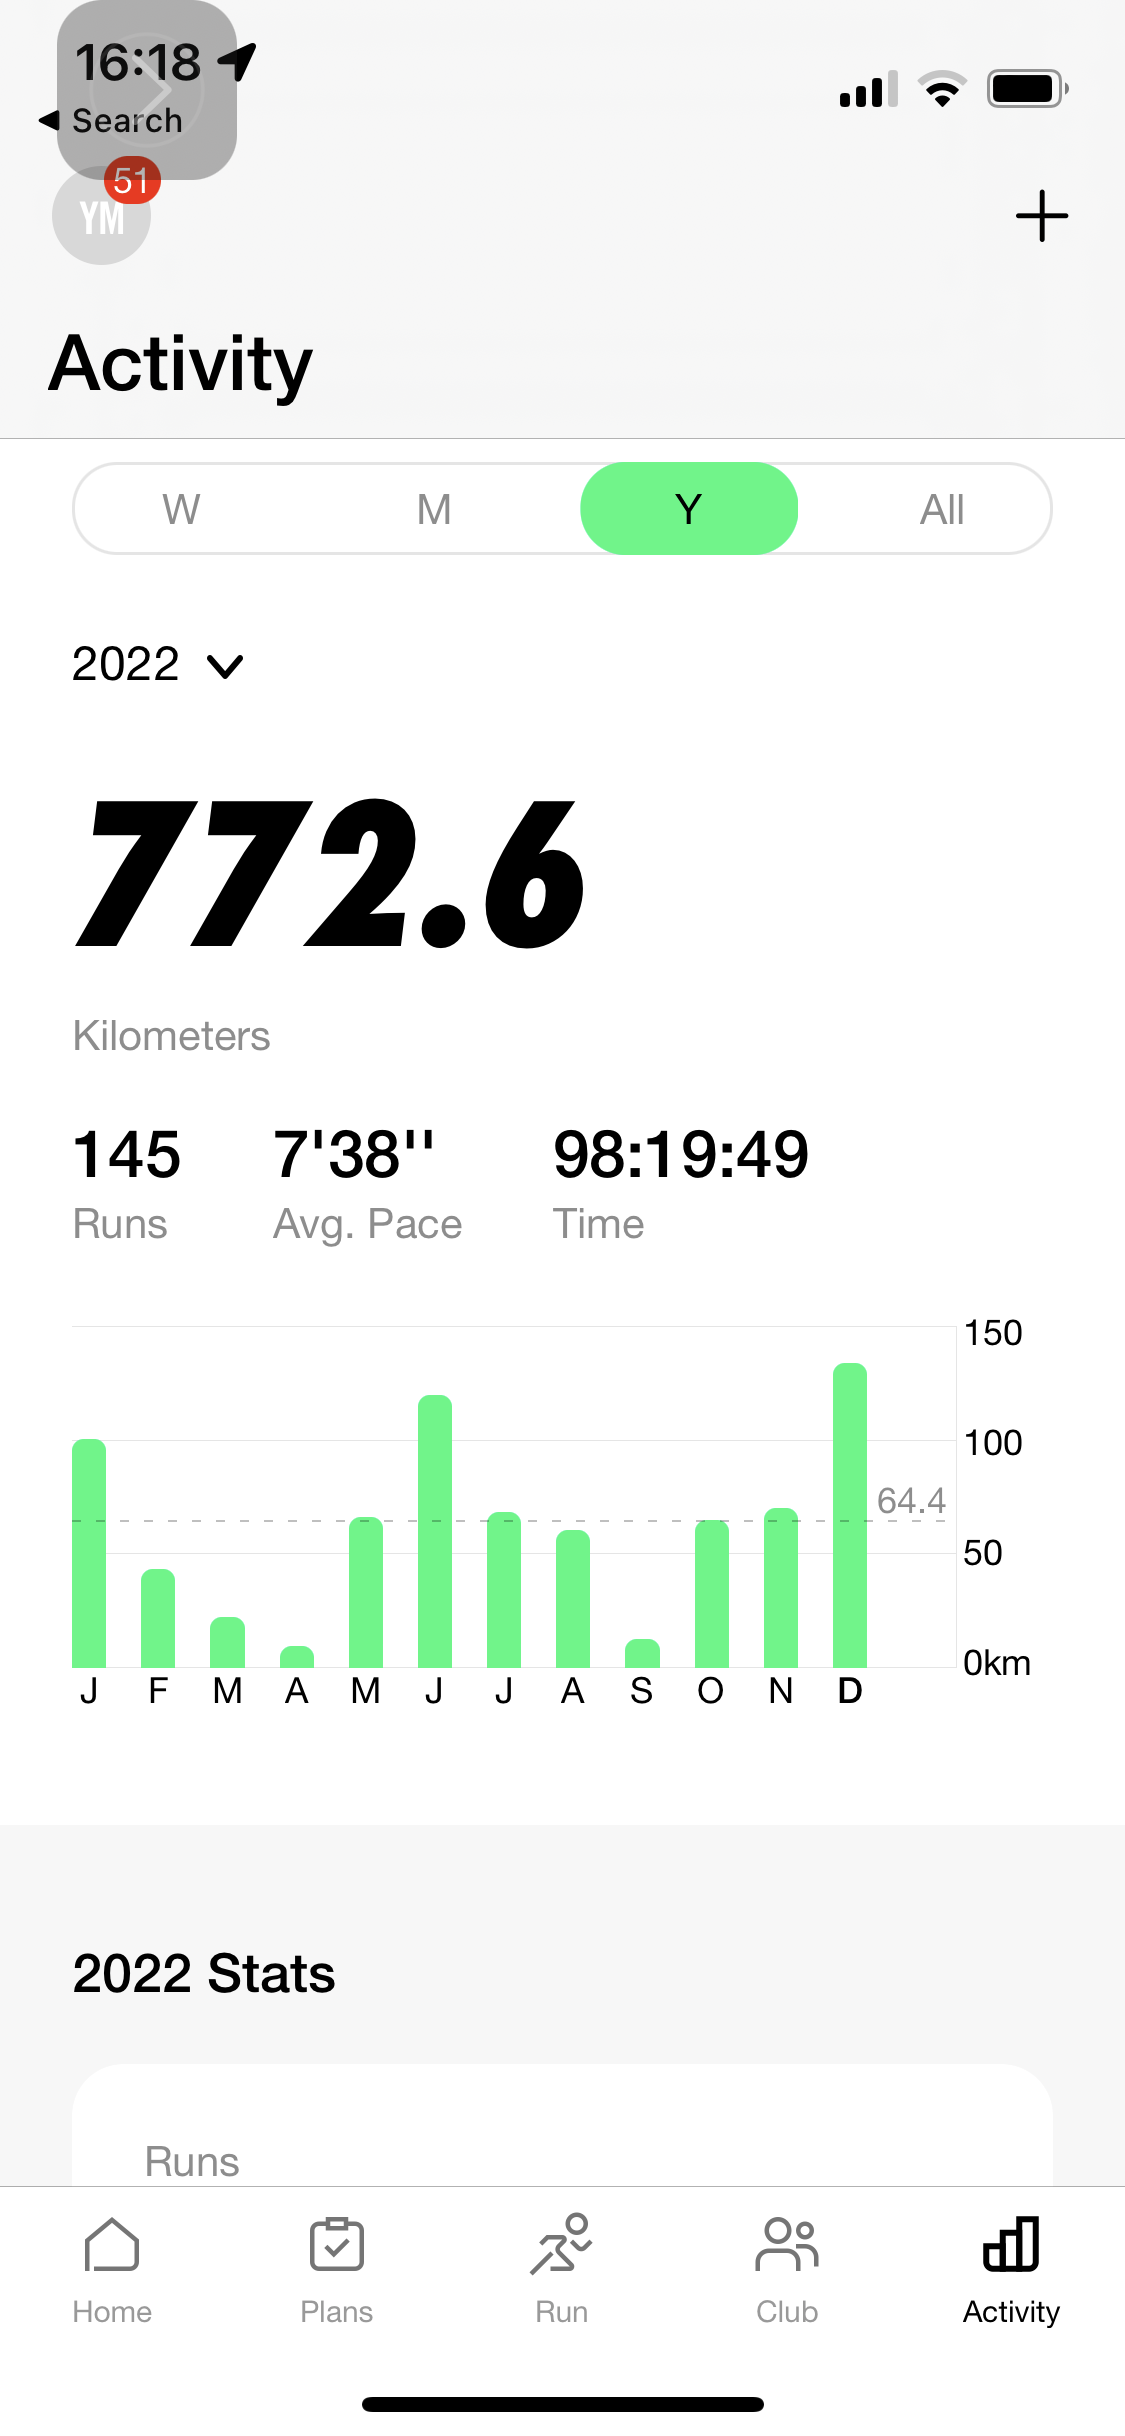 16:18
Search
51
YM
Activity
W M Y All
2022
772.6
Kilometers
145 7'38'' 98:19:49
Runs Avg. Pace Time
150
100
64.4
50
0km
J F M A M J J A S O N D
2022 Stats
Runs
Home Plans Run Club Activity